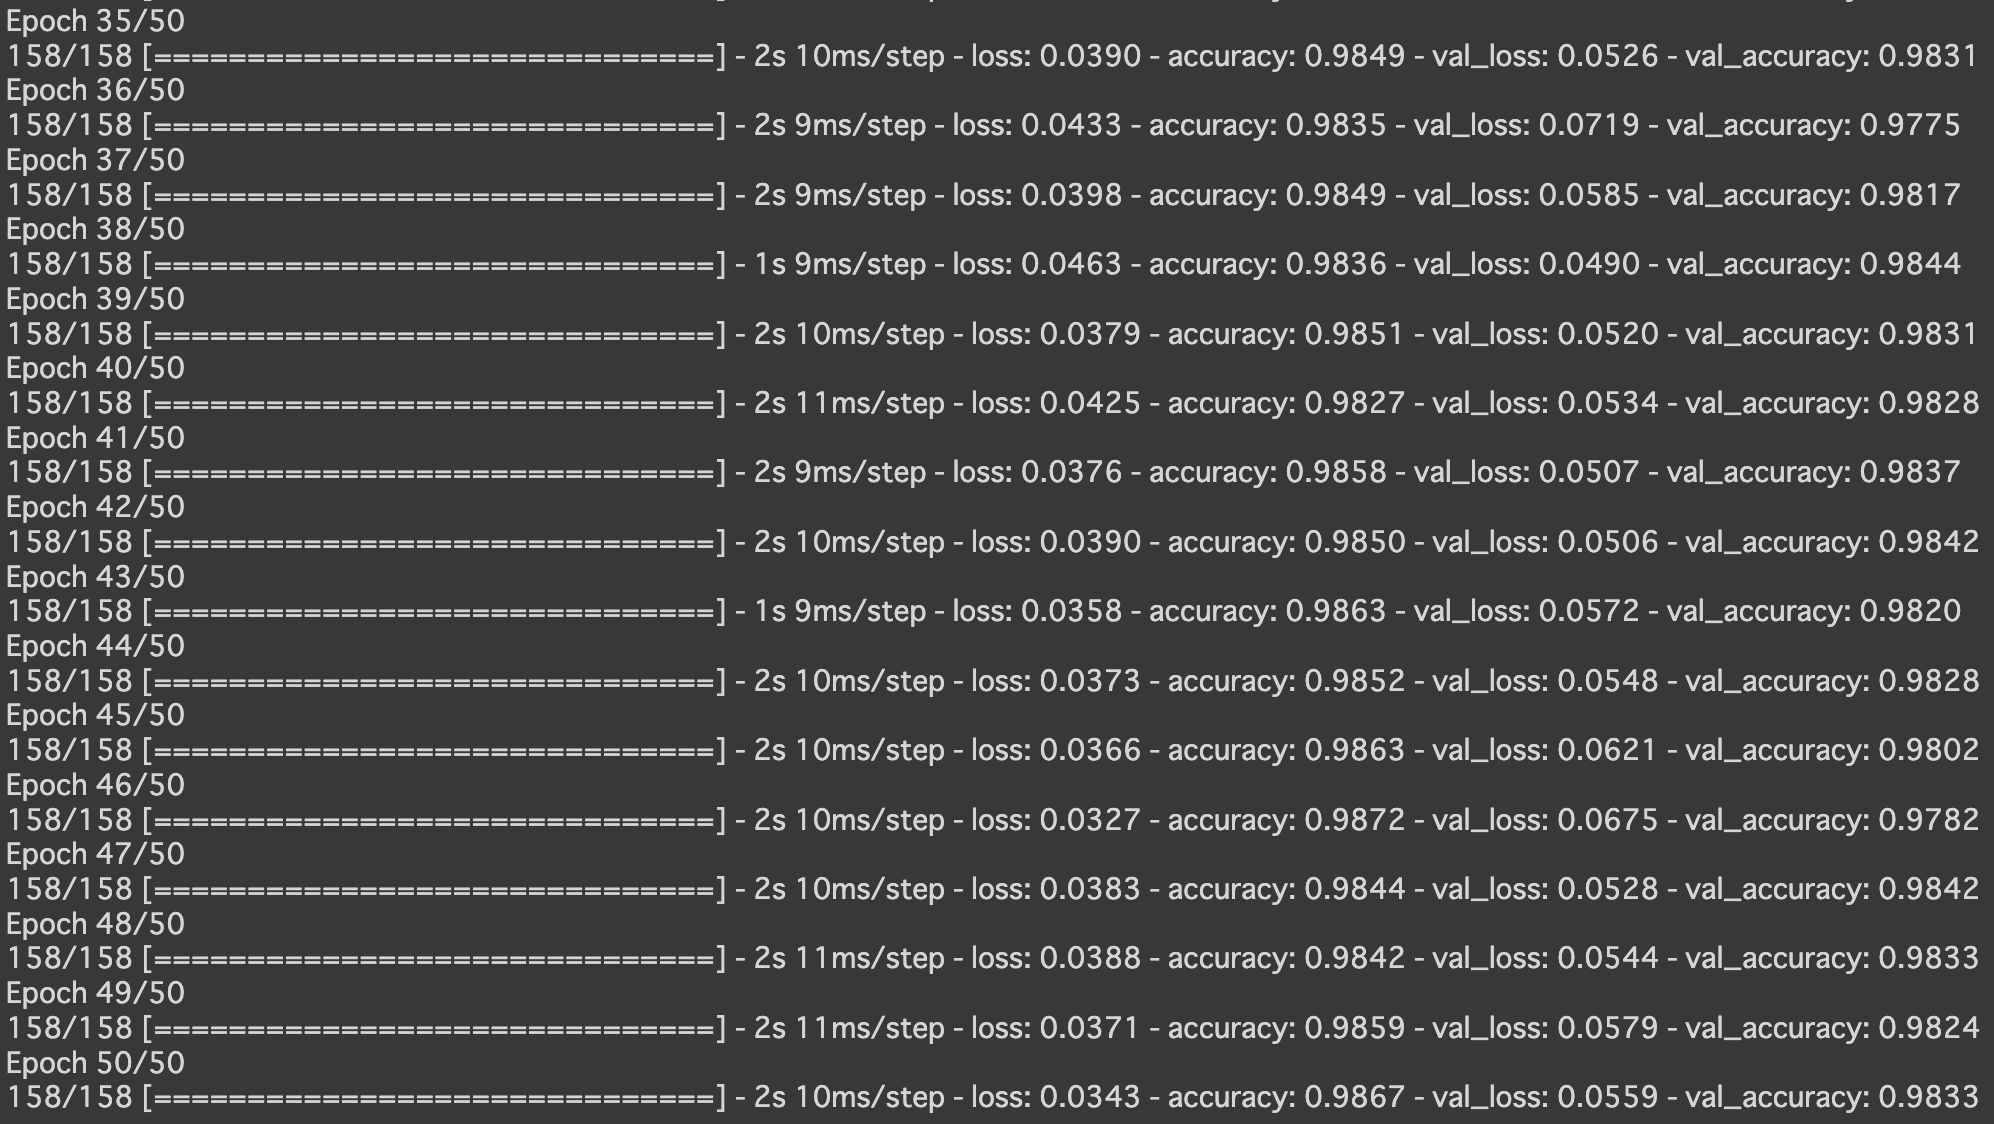 Epoch 35/50
158/158 [==============================] - 2s 10ms/step - loss: 0.0390 - accuracy: 0.9849 - val_loss: 0.0526 - val_accuracy: 0.9831
Epoch 36/50
158/158 [==============================] - 2s 9ms/step - loss: 0.0433 - accuracy: 0.9835 - val_loss: 0.0719 - val_accuracy: 0.9775
Epoch 37/50
158/158 [==============================] - 2s 9ms/step - loss: 0.0398 - accuracy: 0.9849 - val_loss: 0.0585 - val_accuracy: 0.9817
Epoch 38/50
158/158 [==============================] - 1s 9ms/step - loss: 0.0463 - accuracy: 0.9836 - val_loss: 0.0490 - val_accuracy: 0.9844
Epoch 39/50
158/158 [==============================] - 2s 10ms/step - loss: 0.0379 - accuracy: 0.9851 - val_loss: 0.0520 - val_accuracy: 0.9831
Epoch 40/50
158/158 [==============================] - 2s 11ms/step - loss: 0.0425 - accuracy: 0.9827 - val_loss: 0.0534 - val_accuracy: 0.9828
Epoch 41/50
158/158 [==============================] - 2s 9ms/step - loss: 0.0376 - accuracy: 0.9858 - val_loss: 0.0507 - val_accuracy: 0.9837
Epoch 42/50
158/158 [==============================] - 2s 10ms/step - loss: 0.0390 - accuracy: 0.9850 - val_loss: 0.0506 - val_accuracy: 0.9842
Epoch 43/50
158/158 [==============================] - 1s 9ms/step - loss: 0.0358 - accuracy: 0.9863 - val_loss: 0.0572 - val_accuracy: 0.9820
Epoch 44/50
158/158 [==============================] - 2s 10ms/step - loss: 0.0373 - accuracy: 0.9852 - val_loss: 0.0548 - val_accuracy: 0.9828
Epoch 45/50
158/158 [==============================] - 2s 10ms/step - loss: 0.0366 - accuracy: 0.9863 - val_loss: 0.0621 - val_accuracy: 0.9802
Epoch 46/50
158/158 [==============================] - 2s 10ms/step - loss: 0.0327 - accuracy: 0.9872 - val_loss: 0.0675 - val_accuracy: 0.9782
Epoch 47/50
158/158 [==============================] - 2s 10ms/step - loss: 0.0383 - accuracy: 0.9844 - val_loss: 0.0528 - val_accuracy: 0.9842
Epoch 48/50
158/158 [==============================] - 2s 11ms/step - loss: 0.0388 - accuracy: 0.9842 - val_loss: 0.0544 - val_accuracy: 0.9833
Epoch 49/50
158/158 [==============================] - 2s 11ms/step - loss: 0.0371 - accuracy: 0.9859 - val_loss: 0.0579 - val_accuracy: 0.9824
Epoch 50/50
158/158 [==============================] - 2s 10ms/step - loss: 0.0343 - accuracy: 0.9867 - val_loss: 0.0559 - val_accuracy: 0.9833